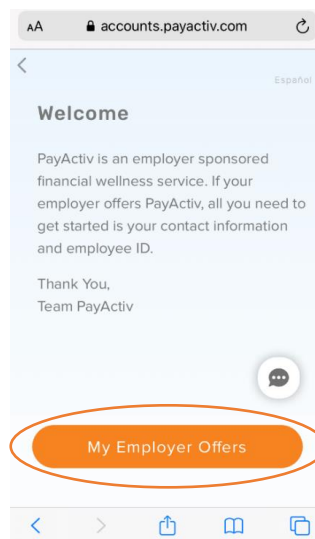 AA accounts.payactiv.com
Español
Welcome
PayActiv is an employer sponsored
financial wellness service. If your
employer offers PayActiv, all you need to
get started is your contact information
and employee ID.
Thank You,
Team PayActiv
My Employer Offers